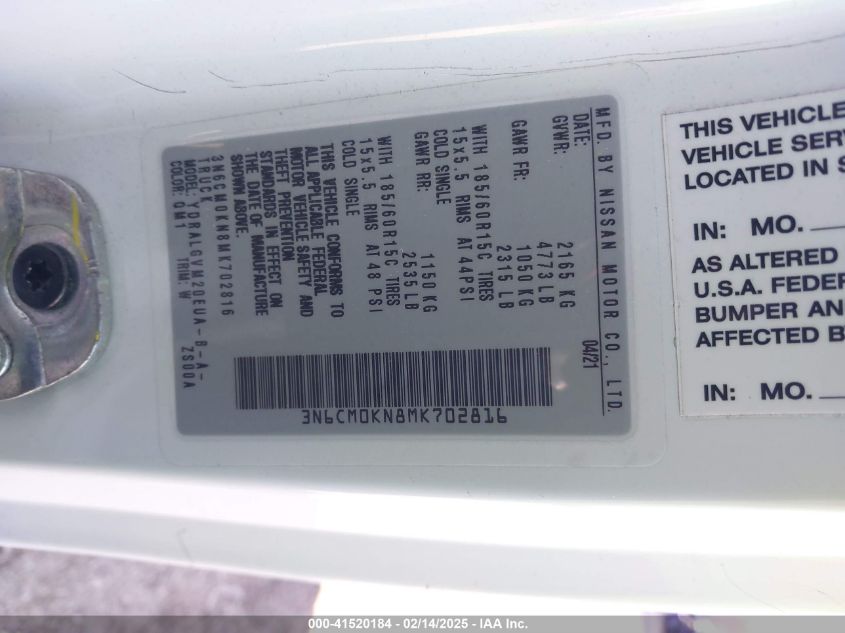 MFD. BY NISSAN MOTOR CO., LTD.
DATE: 04/21
GVWR: 2165 KG
4773 LB
GAWR FR: 1050 KG
2315 LB
WITH 185/60R15C TIRES
15x5.5 RIMS AT 44PSI
COLD SINGLE
GAWR RR: 1150 KG
2535 LB
WITH 185/60R15C TIRES
15x5.5 RIMS AT 48 PSI
COLD SINGLE
THIS VEHICLE CONFORMS TO
ALL APPLICABLE FEDERAL
MOTOR VEHICLE SAFETY AND
THEFT PREVENTION
STANDARDS IN EFFECT ON
THE DATE OF MANUFACTURE
SHOWN ABOVE.
3N6CM0KN8MK702816
TRUCK
MODEL: YDRALGVM20EUA-B-A-
ZS00A
COLOR: QM1 TRIM: W
3N6CM0KN8MK702816
THIS VEHICLE
VEHICLE SERV
LOCATED IN S
IN: MO.
AS ALTERED
U.S.A. FEDER
BUMPER AN
AFFECTED B
IN: MO.
000-41520184 - 02/14/2025 - IAA Inc.